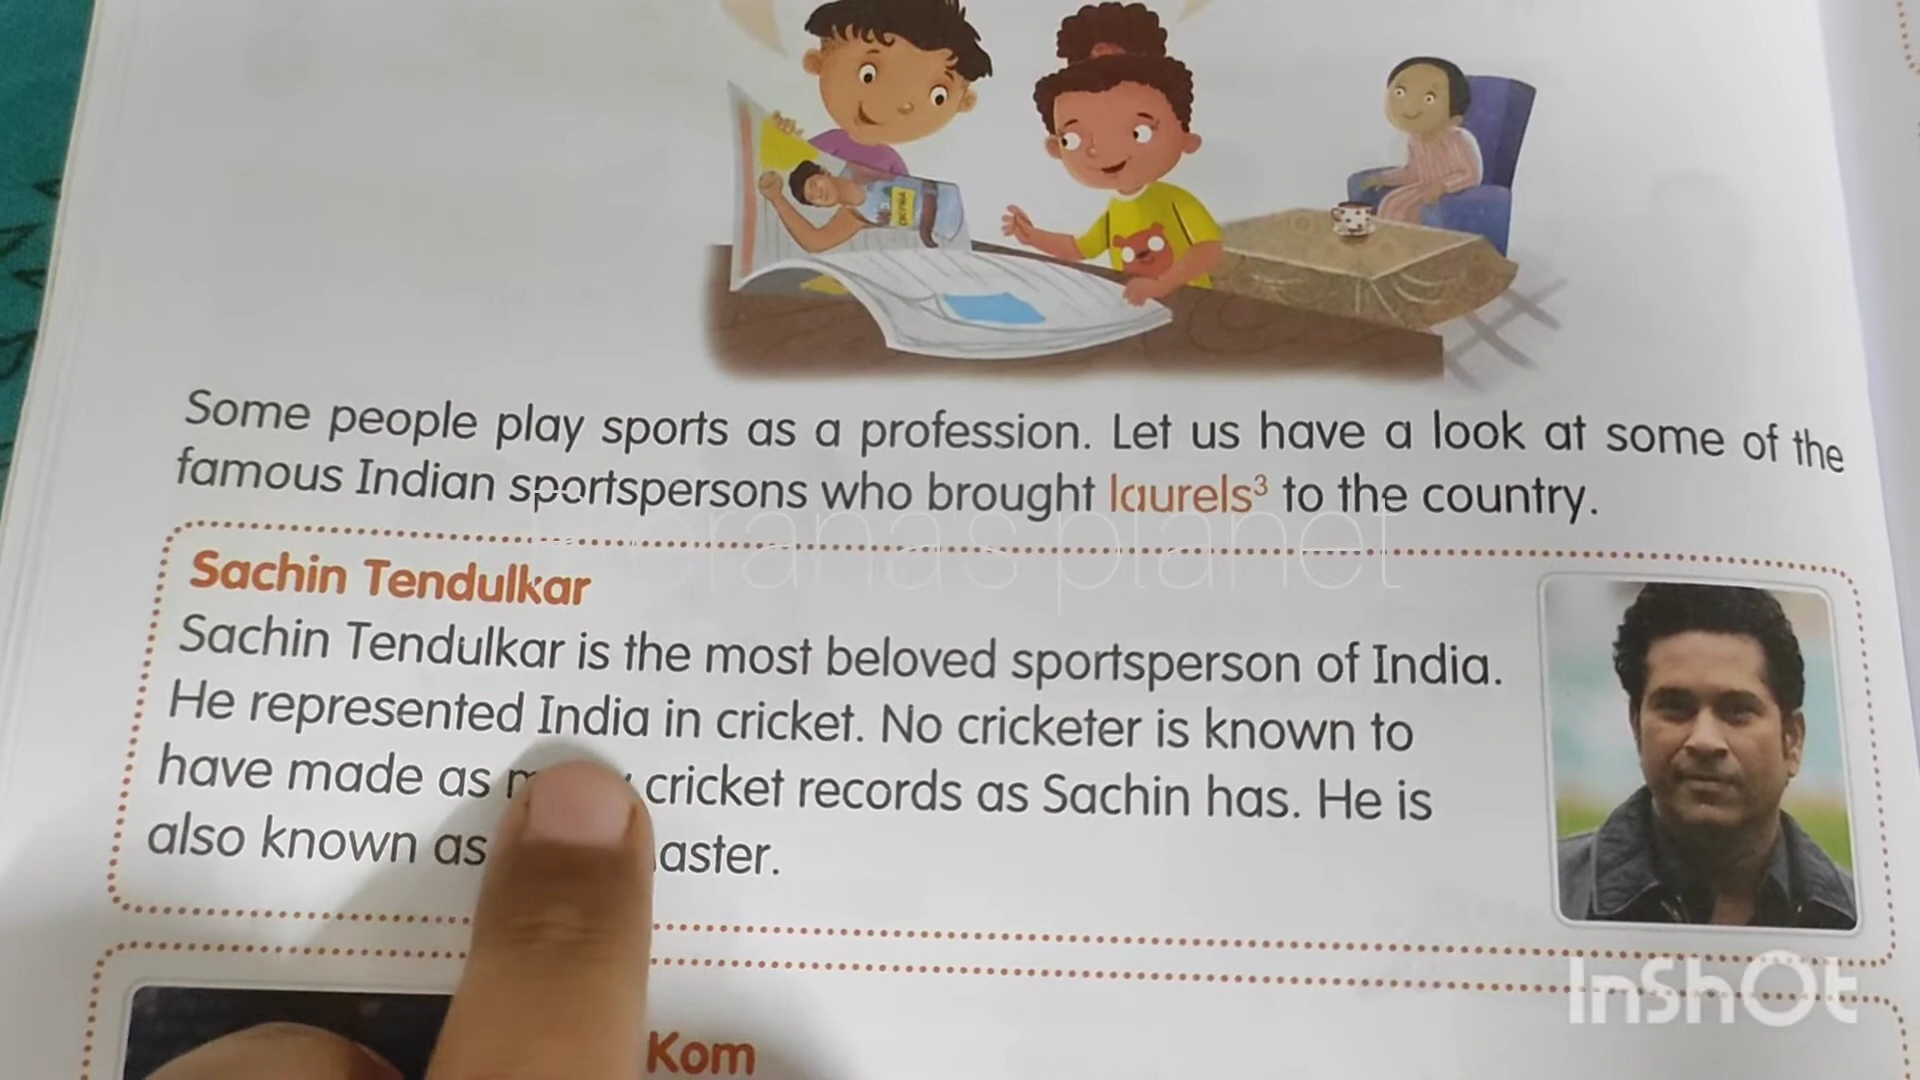 Some people play sports as a profession. Let us have a look at some of the
famous Indian sportspersons who brought laurels³ to the country.
Sachin Tendulkar
Sachin Tendulkar is the most beloved sportsperson of India.
He represented India in cricket. No cricketer is known to
have made as cricket records as Sachin has. He is
also known as
Kom
InShOt